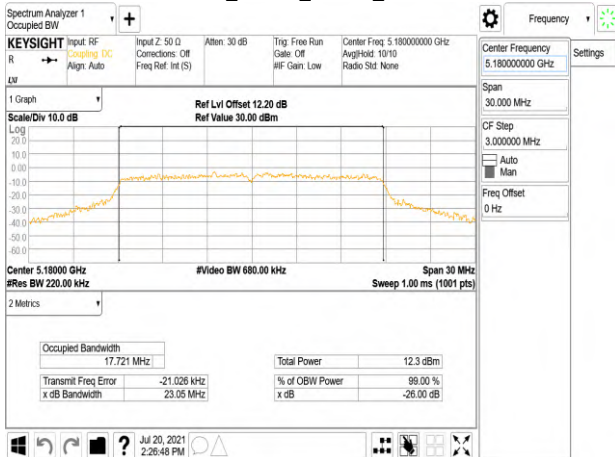 Spectrum Analyzer 1
Occupied BW
Frequency
KEYSIGHT
R
Input: RF
Coupling: DC
Align: Auto
Input Z: 50 Ω
Corrections: Off
Freq Ref: Int (S)
Atten: 30 dB
Trig: Free Run
Gate: Off
#IF Gain: Low
Center Freq: 5.180000000 GHz
Avg|Hold: 10/10
Radio Std: None
LXI
1 Graph
Scale/Div 10.0 dB
Ref Lvl Offset 12.20 dB
Ref Value 30.00 dBm
Log
20.0
10.0
0.00
-10.0
-20.0
-30.0
-40.0
-50.0
-60.0
Center 5.18000 GHz
#Res BW 220.00 kHz
#Video BW 680.00 kHz
Span 30 MHz
Sweep 1.00 ms (1001 pts)
2 Metrics
Occupied Bandwidth
17.721 MHz
Transmit Freq Error -21.026 kHz
x dB Bandwidth 23.05 MHz
Total Power 12.3 dBm
% of OBW Power 99.00 %
x dB -26.00 dB
Center Frequency
5.180000000 GHz
Span
30.000 MHz
CF Step
3.000000 MHz
Auto
Man
Freq Offset
0 Hz
Settings
?
Jul 20, 2021
2:26:48 PM